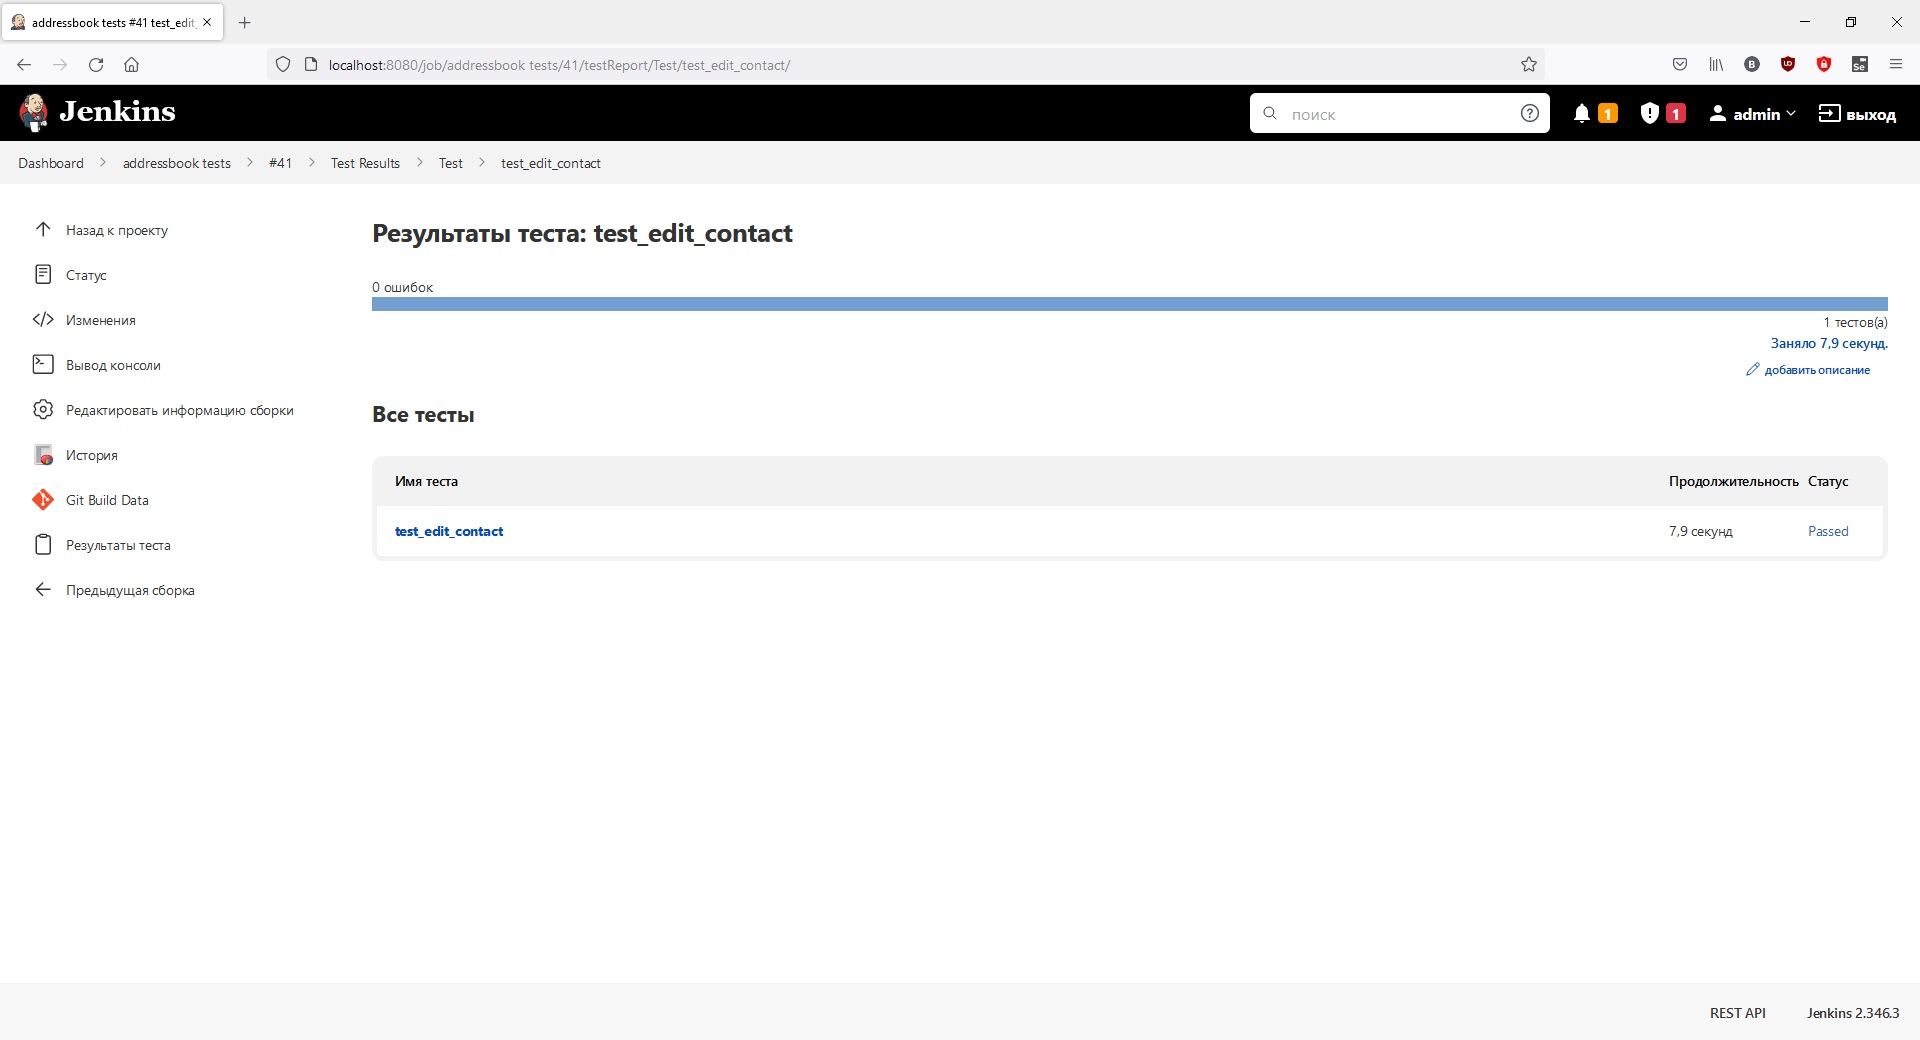 addressbook tests #41 test_edit_
localhost:8080/job/addressbook tests/41/testReport/Test/test_edit_contact/
B
UD
Se
Jenkins
поиск
?
1
1
admin
выход
Dashboard
addressbook tests
#41
Test Results
Test
test_edit_contact
Назад к проекту
Статус
Изменения
Вывод консоли
Редактировать информацию сборки
История
Git Build Data
Результаты теста
Предыдущая сборка
Результаты теста: test_edit_contact
0 ошибок
1 тестов(а)
Заняло 7,9 секунд.
добавить описание
Все тесты
Имя теста Продолжительность Статус
test_edit_contact 7,9 секунд Passed
REST API
Jenkins 2.346.3